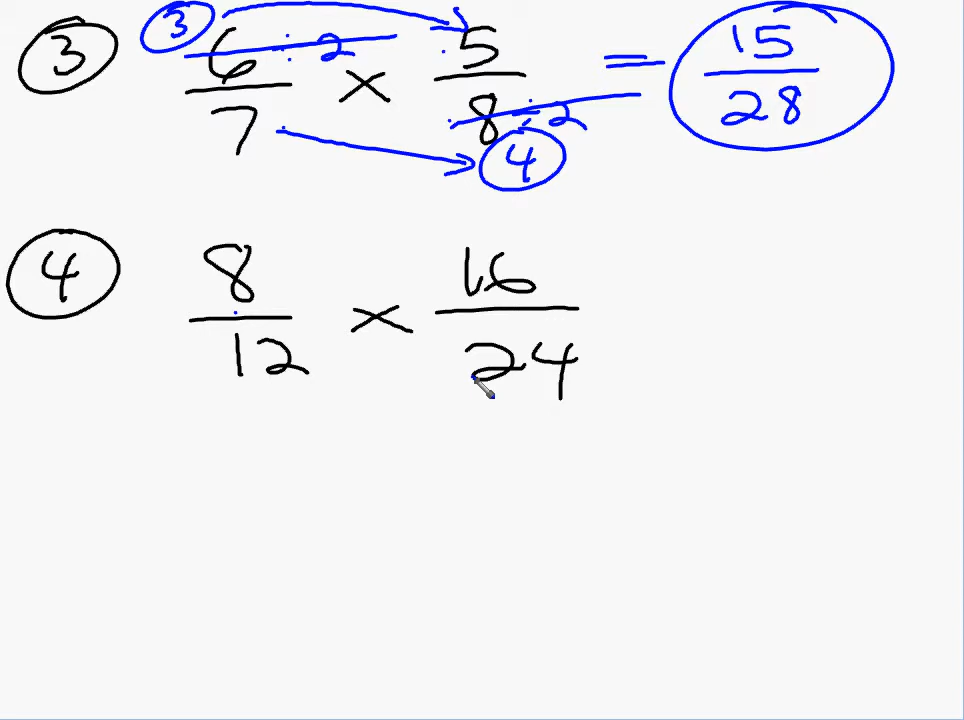 ③ ③ 6/7 ÷ 2 × 5/8 ÷ 2 ④ = 15/28
④ 8/12 × 16/24